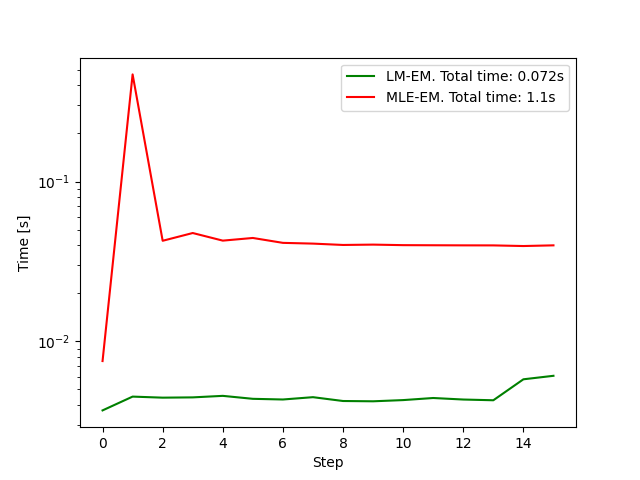 LM-EM. Total time: 0.072s
MLE-EM. Total time: 1.1s
Time [s]
10⁻¹
10⁻²
0 2 4 6 8 10 12 14
Step